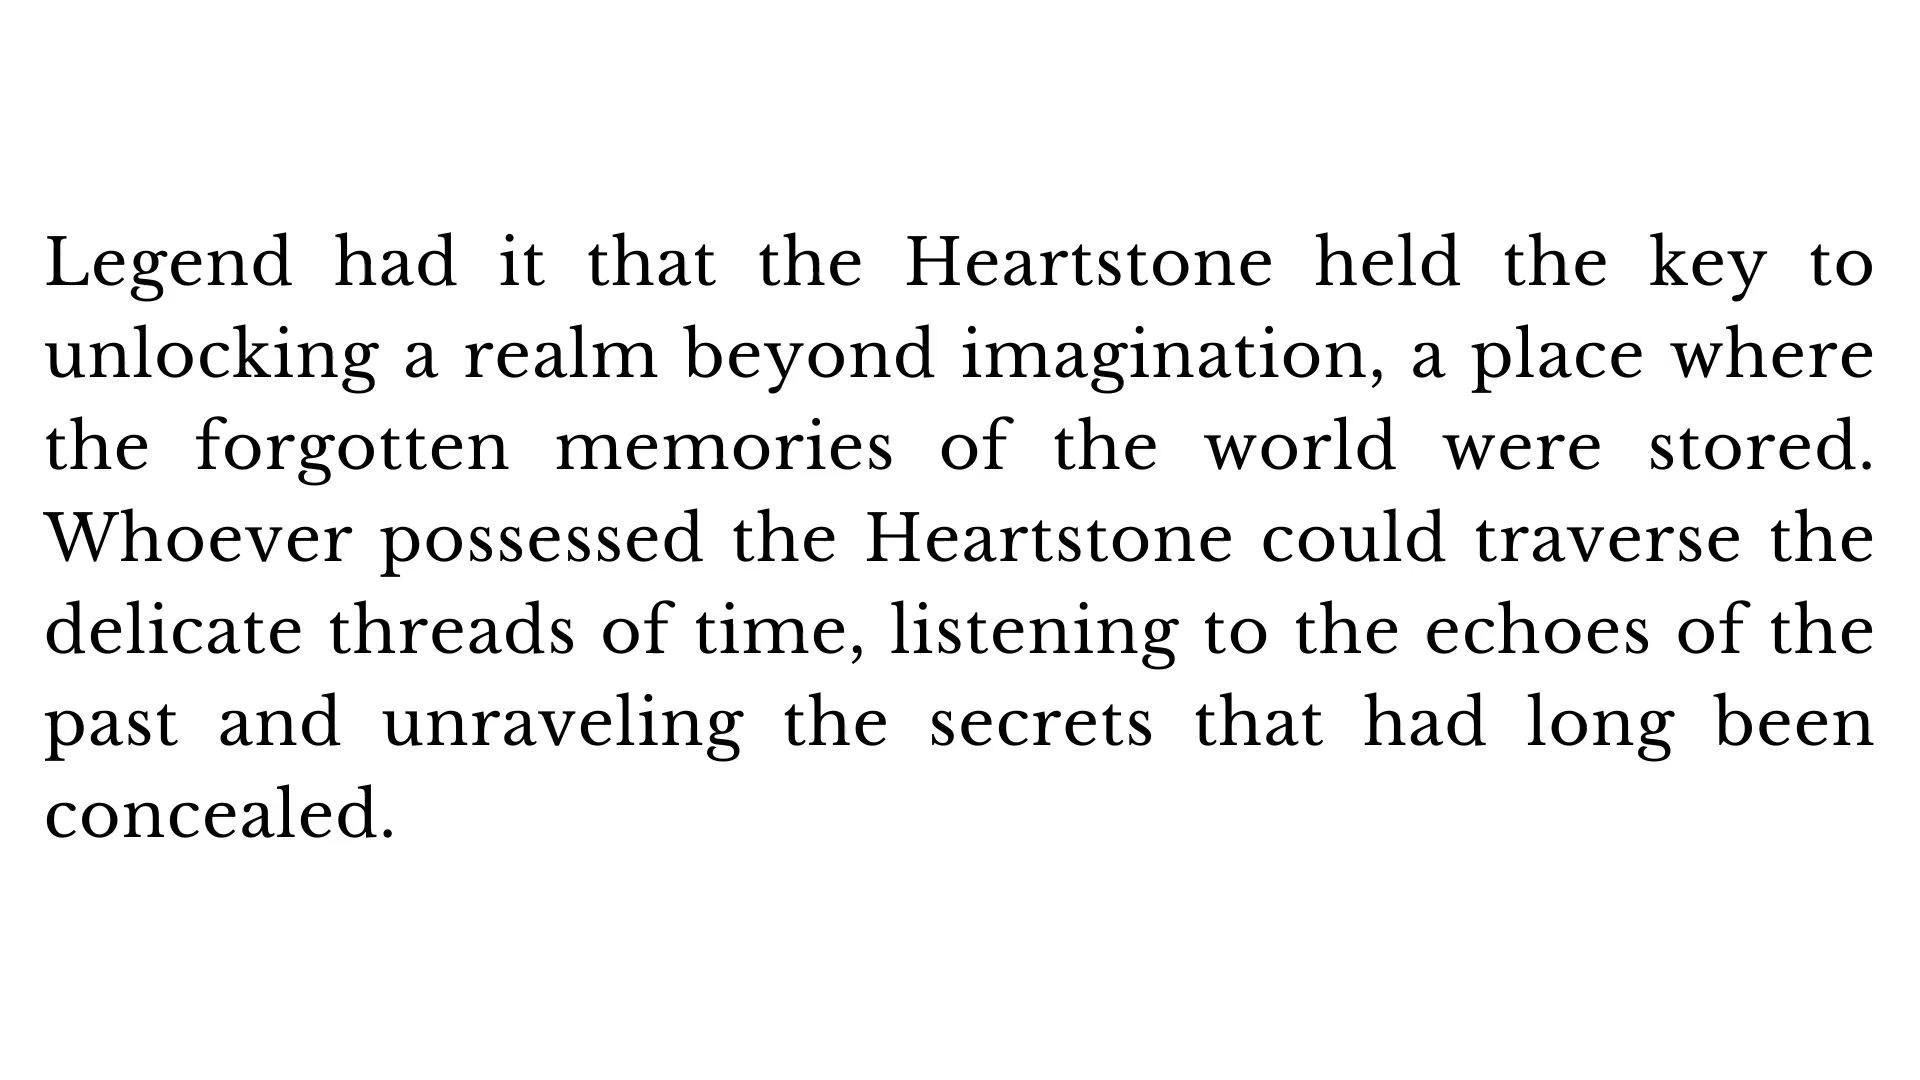 Legend had it that the Heartstone held the key to
unlocking a realm beyond imagination, a place where
the forgotten memories of the world were stored.
Whoever possessed the Heartstone could traverse the
delicate threads of time, listening to the echoes of the
past and unraveling the secrets that had long been
concealed.